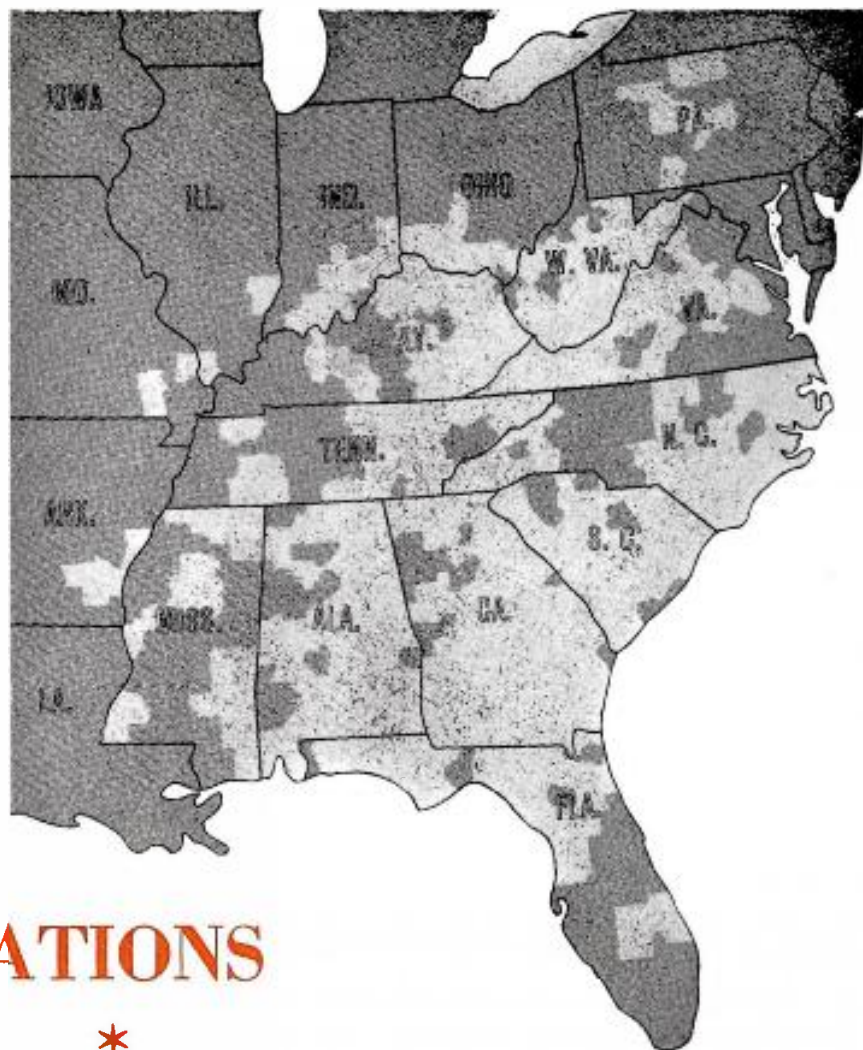 IOWA
PA.
ILL.
IND.
OHIO
W. VA.
MO.
VA.
KY.
TENN.
N. C.
ARK.
S. C.
MISS.
ALA.
GA.
LA.
FLA.
ATIONS
*